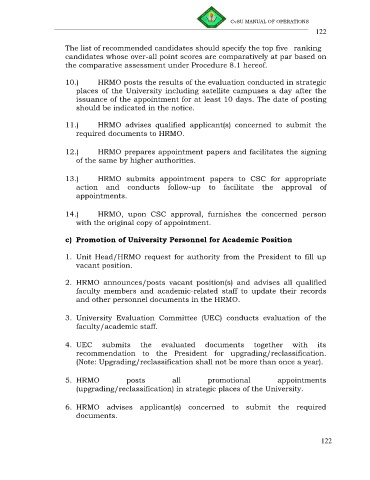 CvSU MANUAL OF OPERATIONS
122
The list of recommended candidates should specify the top five ranking
candidates whose over-all point scores are comparatively at par based on
the comparative assessment under Procedure 8.1 hereof.
10.) HRMO posts the results of the evaluation conducted in strategic
places of the University including satellite campuses a day after the
issuance of the appointment for at least 10 days. The date of posting
should be indicated in the notice.
11.) HRMO advises qualified applicant(s) concerned to submit the
required documents to HRMO.
12.) HRMO prepares appointment papers and facilitates the signing
of the same by higher authorities.
13.) HRMO submits appointment papers to CSC for appropriate
action and conducts follow-up to facilitate the approval of
appointments.
14.) HRMO, upon CSC approval, furnishes the concerned person
with the original copy of appointment.
c) Promotion of University Personnel for Academic Position
1. Unit Head/HRMO request for authority from the President to fill up
vacant position.
2. HRMO announces/posts vacant position(s) and advises all qualified
faculty members and academic-related staff to update their records
and other personnel documents in the HRMO.
3. University Evaluation Committee (UEC) conducts evaluation of the
faculty/academic staff.
4. UEC submits the evaluated documents together with its
recommendation to the President for upgrading/reclassification.
(Note: Upgrading/reclassification shall not be more than once a year).
5. HRMO posts all promotional appointments
(upgrading/reclassification) in strategic places of the University.
6. HRMO advises applicant(s) concerned to submit the required
documents.
122